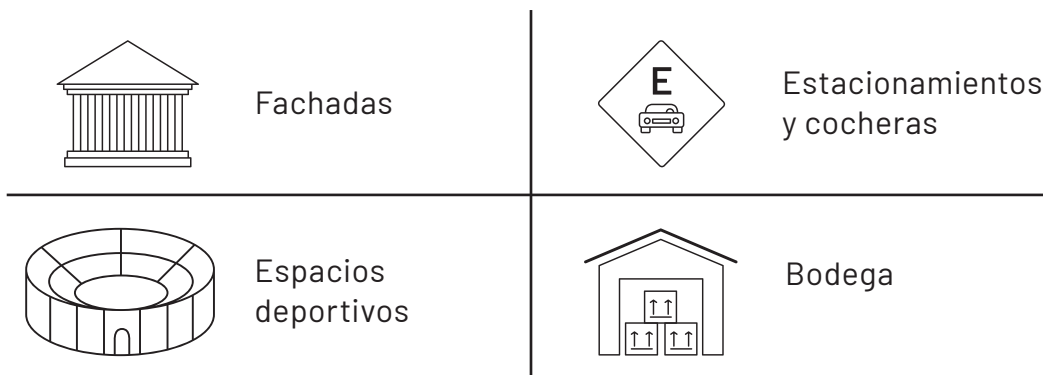 Fachadas
E
Estacionamientos
y cocheras
Espacios
deportivos
Bodega